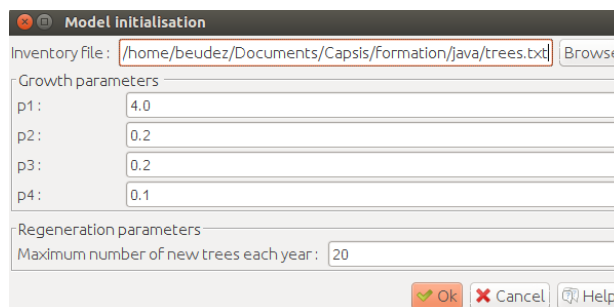 Model initialisation
Inventory file : /home/beudez/Documents/Capsis/formation/java/trees.txt Browse
Growth parameters
p1 : 4.0
p2 : 0.2
p3 : 0.2
p4 : 0.1
Regeneration parameters
Maximum number of new trees each year : 20
Ok Cancel Help